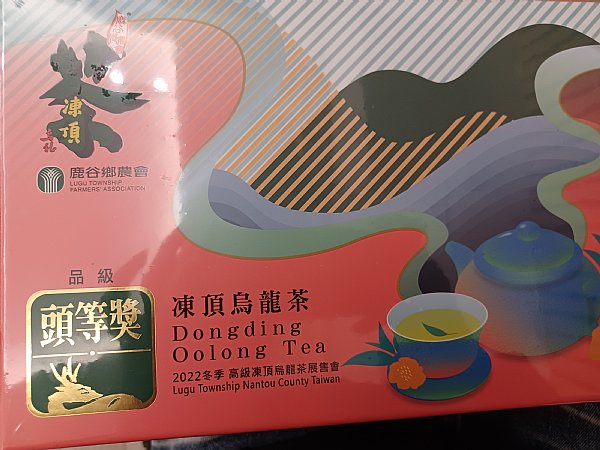 茶
凍頂
鹿谷鄉農會
LUGU TOWNSHIP
FARMERS' ASSOCIATION
品級
頭等獎
凍頂烏龍茶
Dongding
Oolong Tea
2022冬季 高級凍頂烏龍茶展售會
Lugu Township Nantou County Taiwan